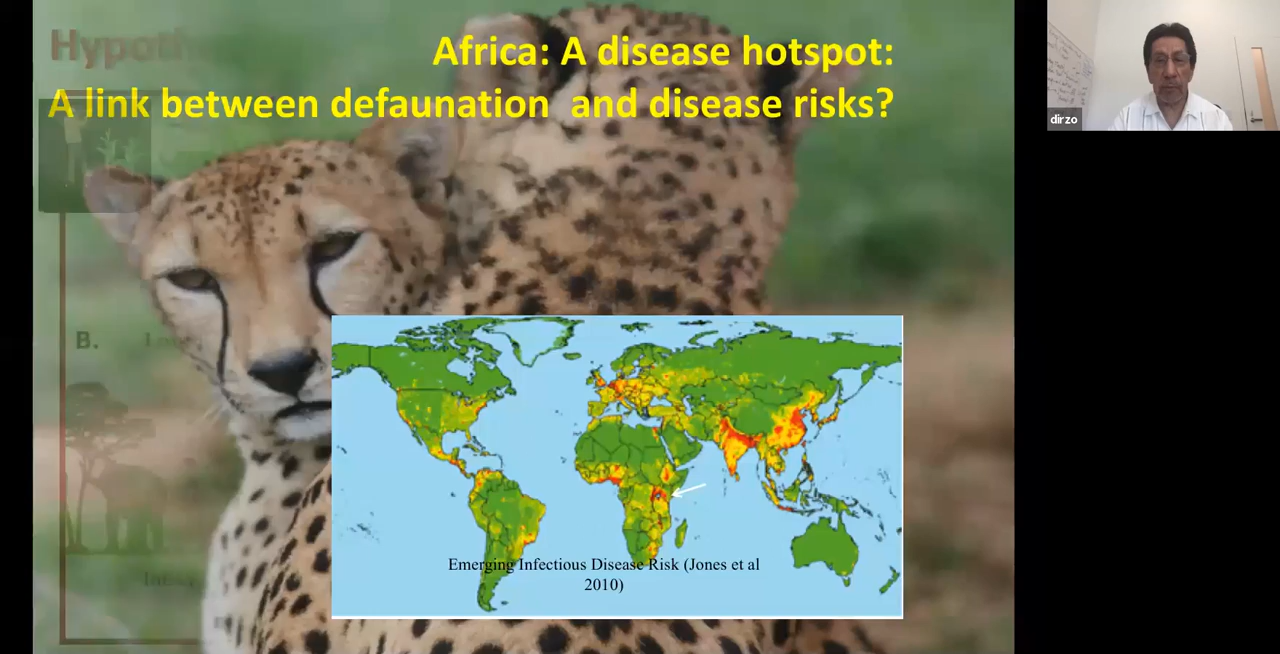 Africa: A disease hotspot:
A link between defaunation and disease risks?
dirzo
B.
Emerging Infectious Disease Risk (Jones et al
2010)